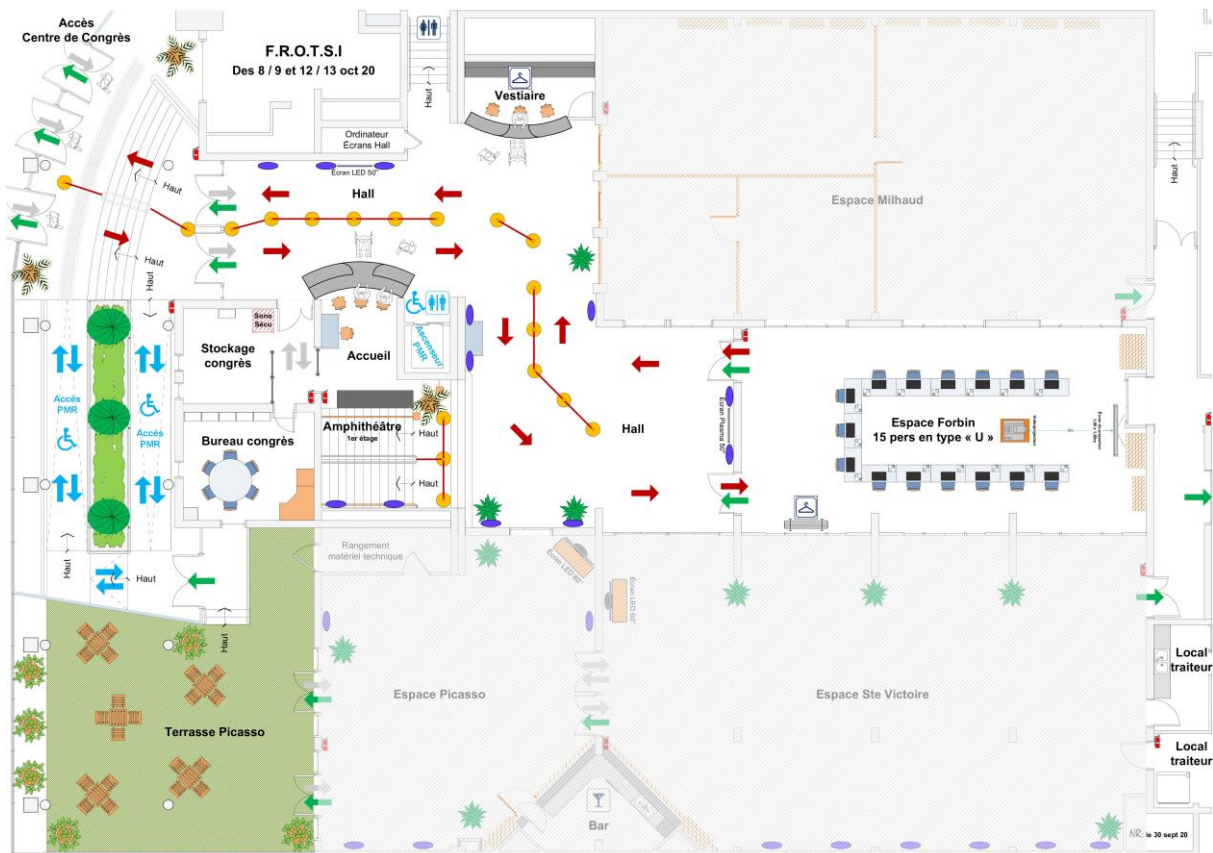 Accès
Centre de Congrès
F.R.O.T.S.I
Des 8 / 9 et 12 / 13 oct 20
Haut
Vestiaire
Ordinateur
Écrans Hall
Écran LED 50"
Haut
Haut
Hall
Haut
Espace Milhaud
Haut
Haut
Sono
Sécu
Stockage
congrès
Accueil
Ascenseur
PMR
Accés
PMR
Accès
PMR
Bureau congrès
Amphithéâtre
1er étage
Haut
Haut
Hall
Écran Plasma 50"
Espace Forbin
15 pers en type « U »
Haut
Haut
Haut
Rangement
matériel technique
Écran LED 60"
Écran LED 60"
Local
traiteur
Espace Picasso
Espace Ste Victoire
Terrasse Picasso
Local
traiteur
Bar
le 30 sept 20